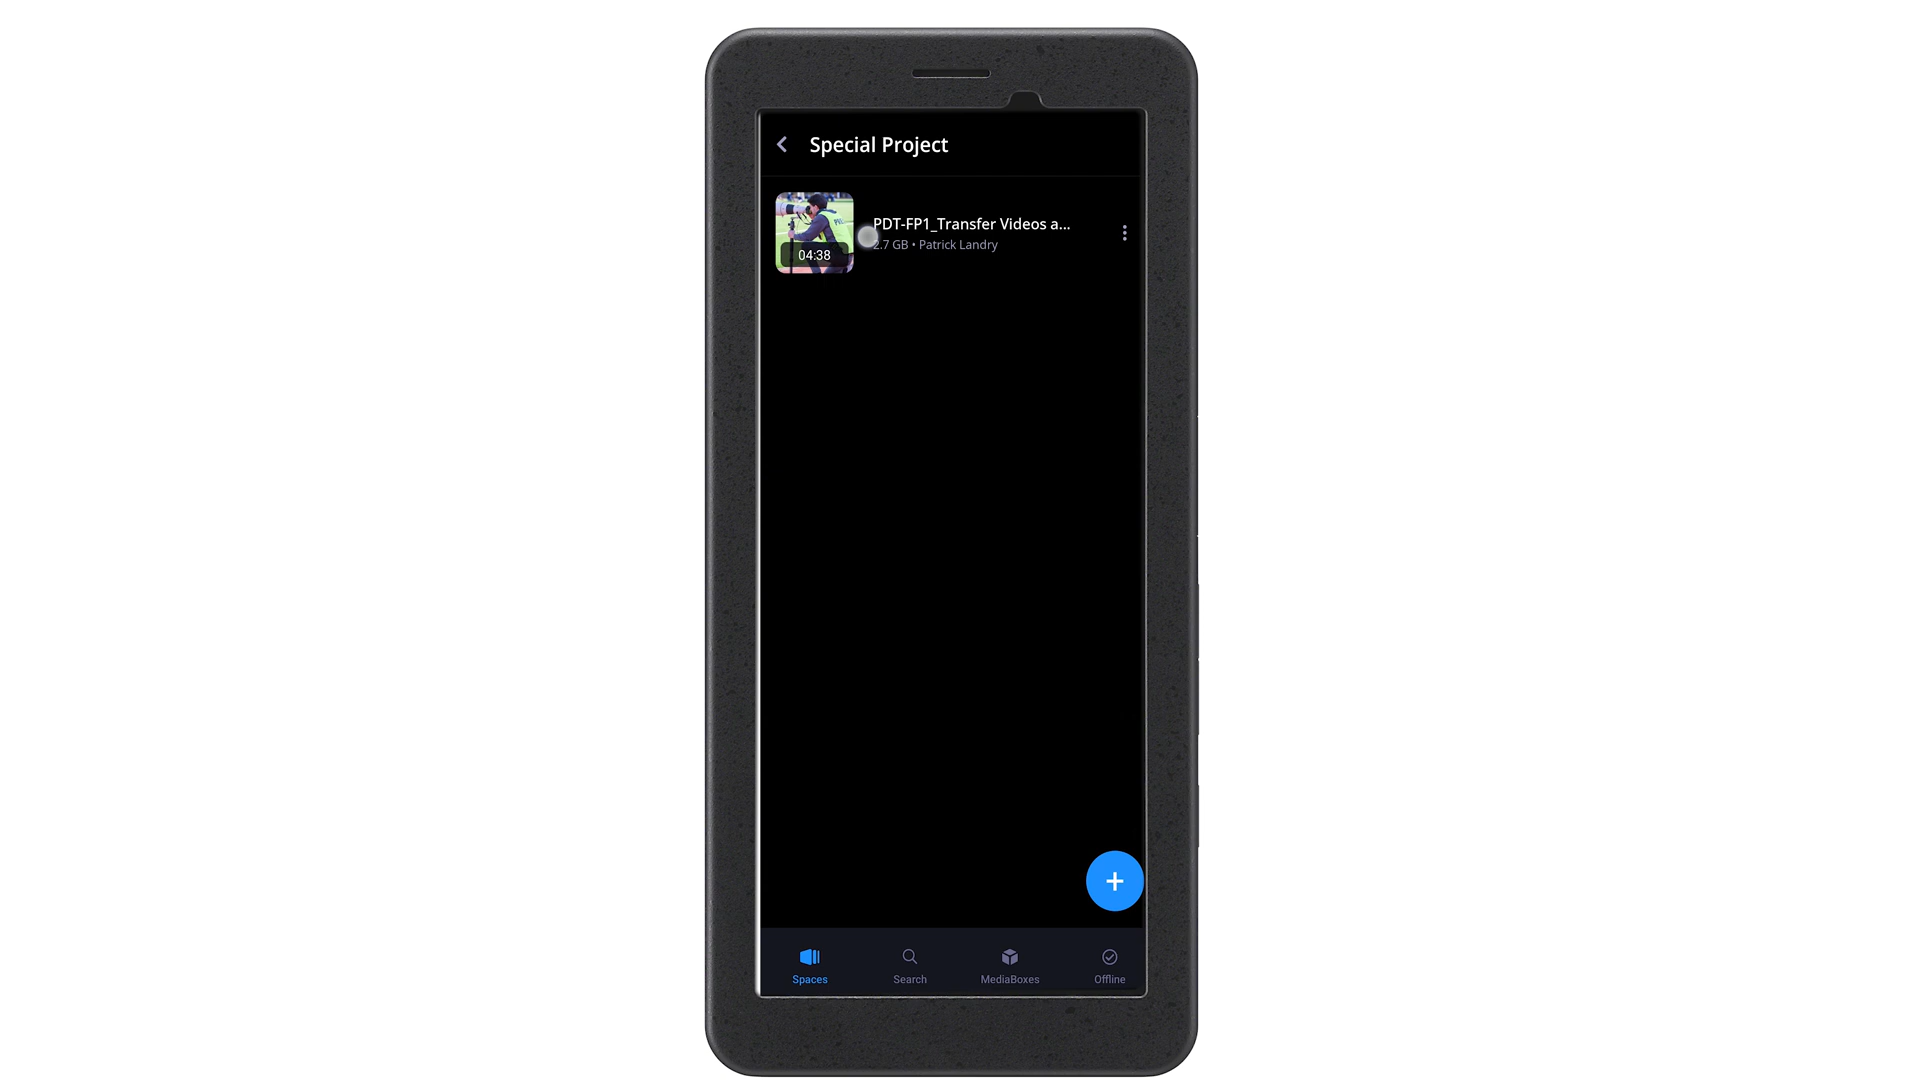 Special Project
PDT-FP1_Transfer Videos a...
2.7 GB • Patrick Landry
04:38
Spaces
Search
MediaBoxes
Offline